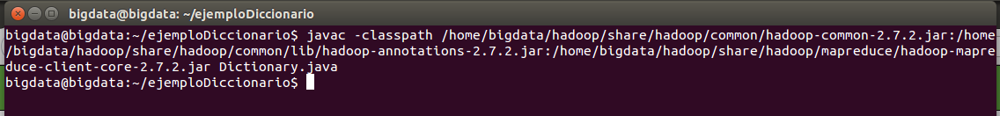 bigdata@bigdata: ~/ejemploDiccionario
bigdata@bigdata:~/ejemploDiccionario$ javac -classpath /home/bigdata/hadoop/share/hadoop/common/hadoop-common-2.7.2.jar:/home
/bigdata/hadoop/share/hadoop/common/lib/hadoop-annotations-2.7.2.jar:/home/bigdata/hadoop/share/hadoop/mapreduce/hadoop-mapre
duce-client-core-2.7.2.jar Dictionary.java
bigdata@bigdata:~/ejemploDiccionario$